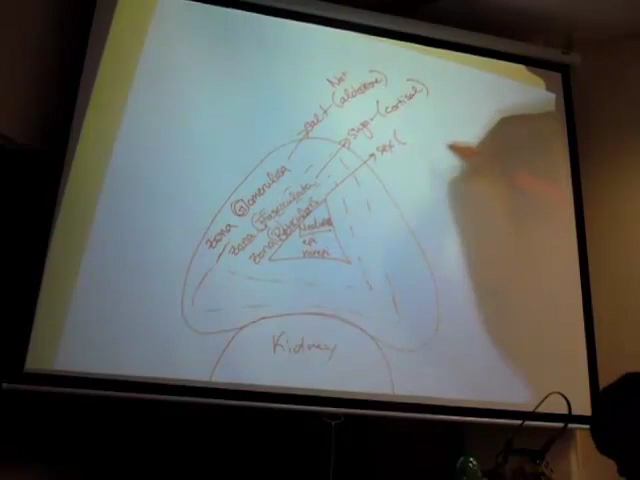 Na+
salt (aldosterone)
sugar (cortisol)
sex (
Zona Glomerulosa
Zona Fasciculata
Zona Reticularis
Medulla
Kidney